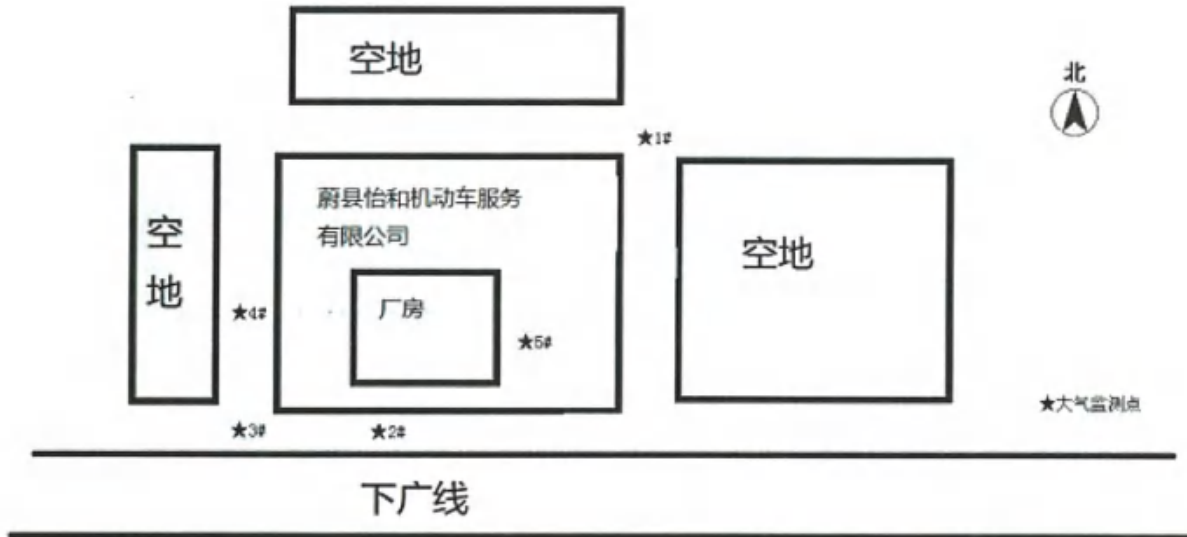 空地
北
★1#
蔚县怡和机动车服务
有限公司
空
地
空地
厂房
★4#
★5#
★大气监测点
★3#
★2#
下广线